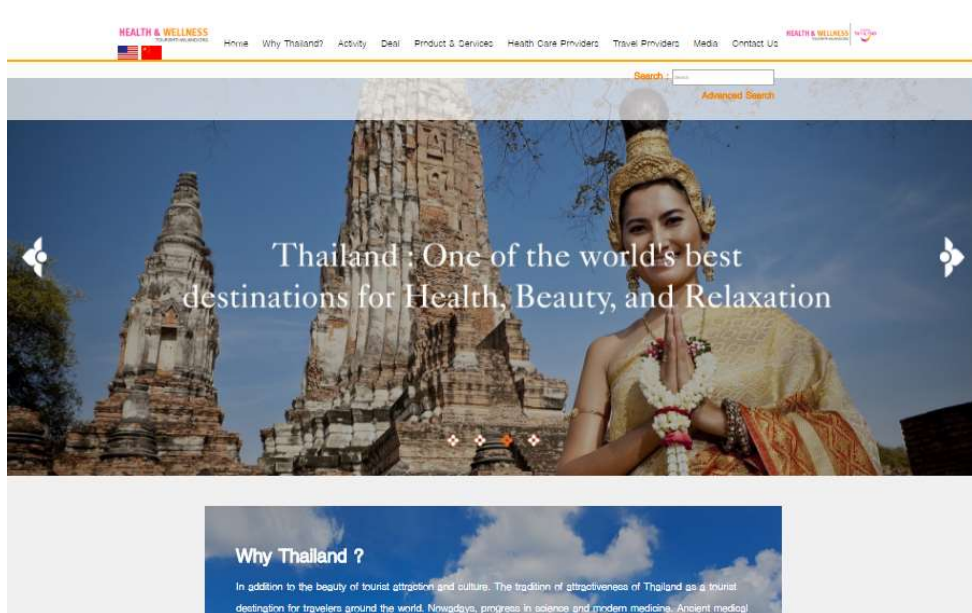 HEALTH & WELLNESS
Home Why Thailand? Activity Deal Product & Services Health Care Providers Travel Providers Media Contact Us
HEALTH & WELLNESS
Search :
Advanced Search
Thailand : One of the world's best
destinations for Health, Beauty, and Relaxation
Why Thailand ?
In addition to the beauty of tourist attraction and culture. The tradition of attractiveness of Thailand as a tourist
destination for travelers around the world. Nowadays, progress in science and modern medicine. Ancient medical